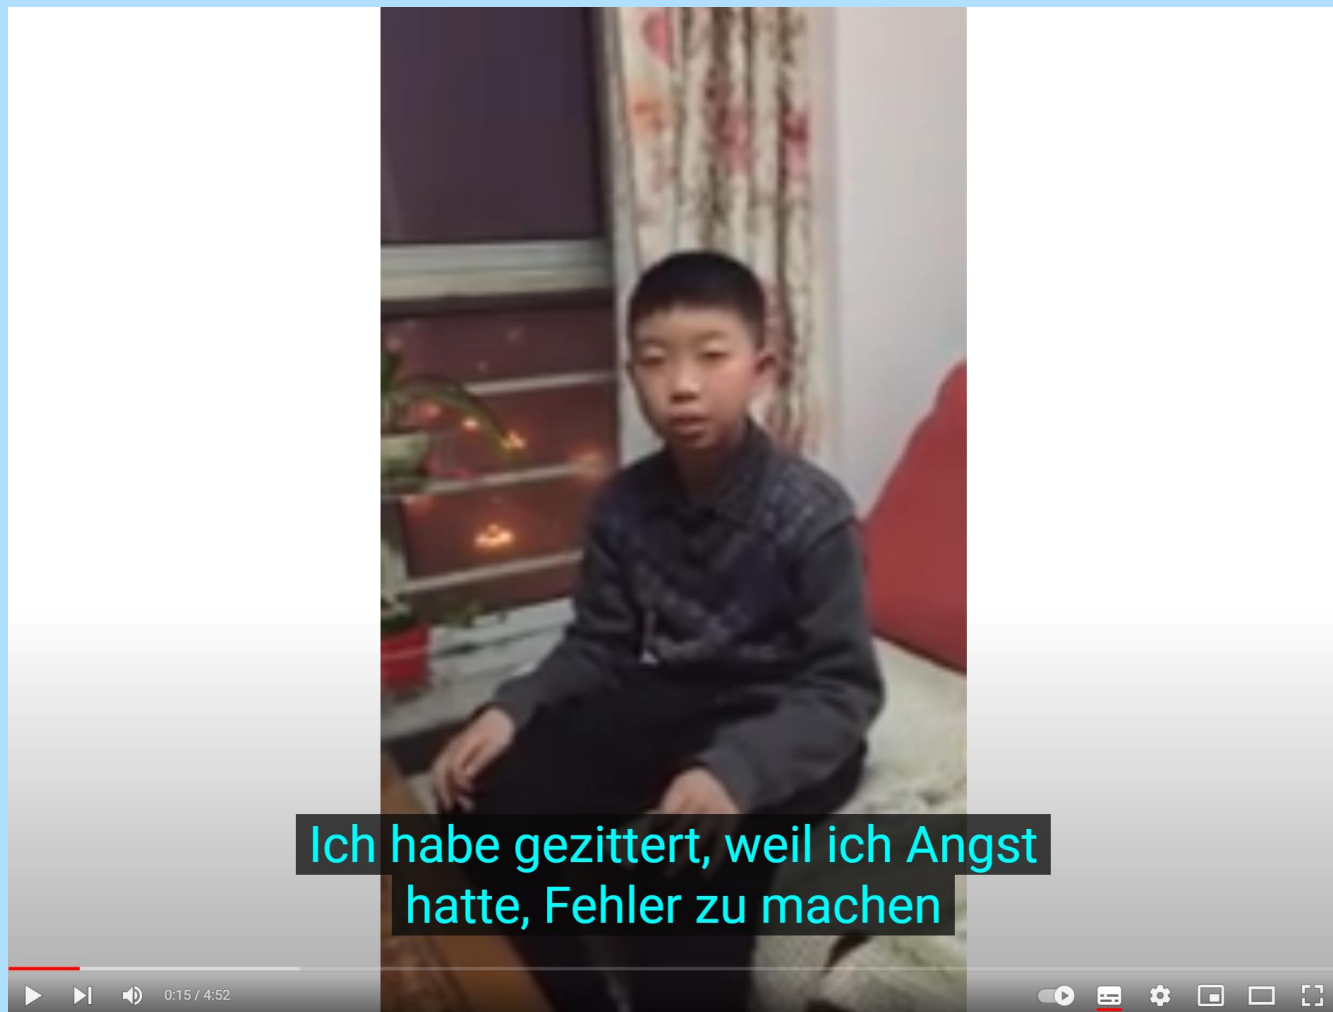 Ich habe gezittert, weil ich Angst
hatte, Fehler zu machen
0:15 / 4:52